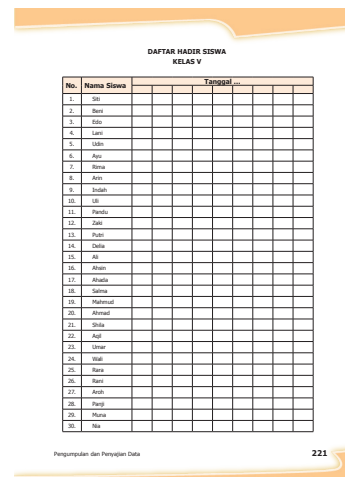 DAFTAR HADIR SISWA
KELAS V
No. Nama Siswa Tanggal ...
1. Siti
2. Beni
3. Edo
4. Lani
5. Udin
6. Ayu
7. Rima
8. Arin
9. Indah
10. Uli
11. Pandu
12. Zaki
13. Putri
14. Delia
15. Ali
16. Ahsin
17. Ahada
18. Salma
19. Mahmud
20. Ahmad
21. Shila
22. Aqil
23. Umar
24. Wali
25. Rara
26. Rani
27. Aroh
28. Panji
29. Muna
30. Nia
Pengumpulan dan Penyajian Data 221